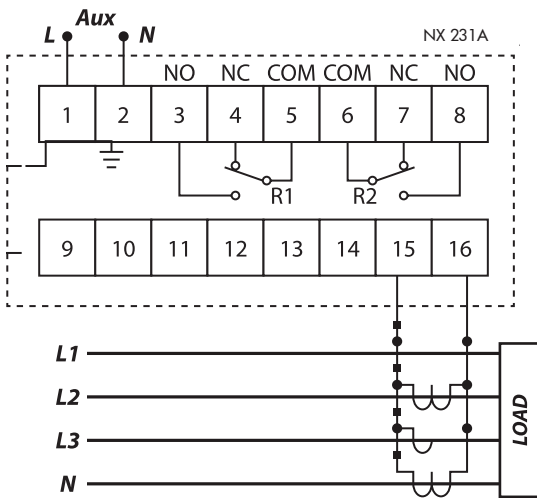 Aux
L N
NX 231A
NO NC COM COM NC NO
1 2 3 4 5 6 7 8
R1 R2
9 10 11 12 13 14 15 16
L1
L2
L3
N
LOAD